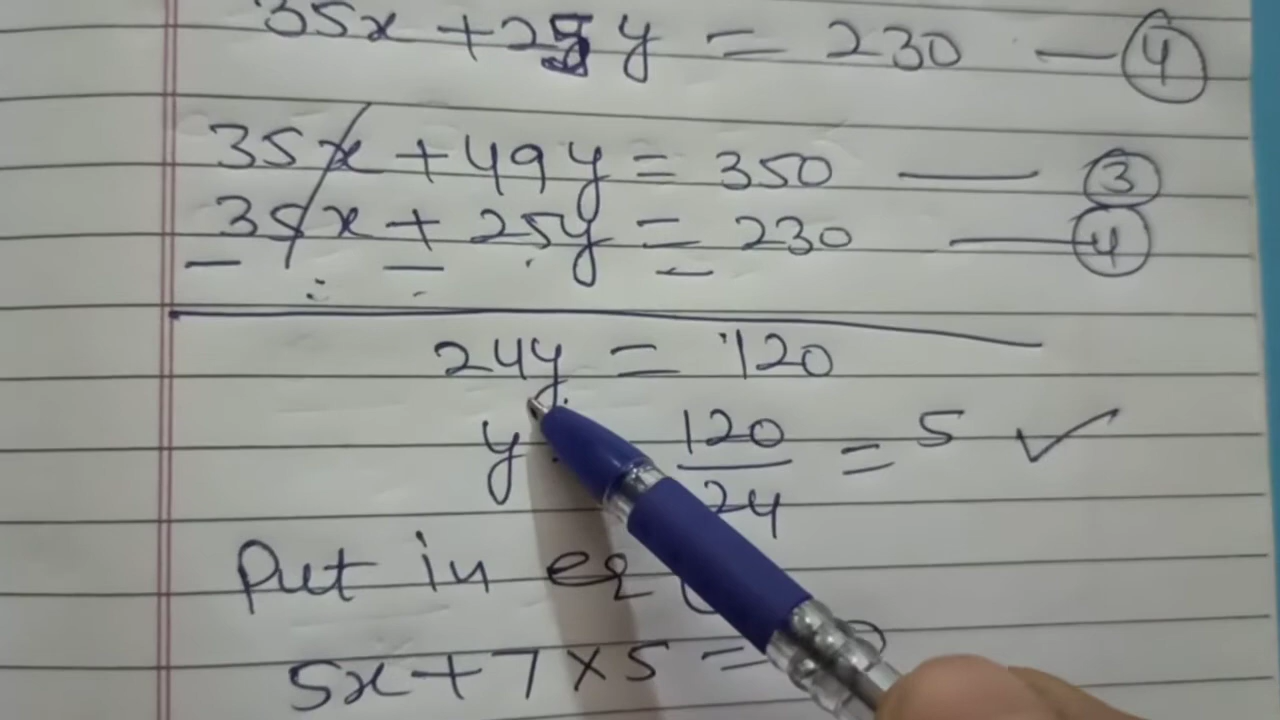 35x + 25y = 230 — 4
35x + 49y = 350 — 3
35x + 25y = 230 — 4
— — —
24y = 120
y 120/24 = 5 ✓
Put in eq
5x + 7 × 5 =